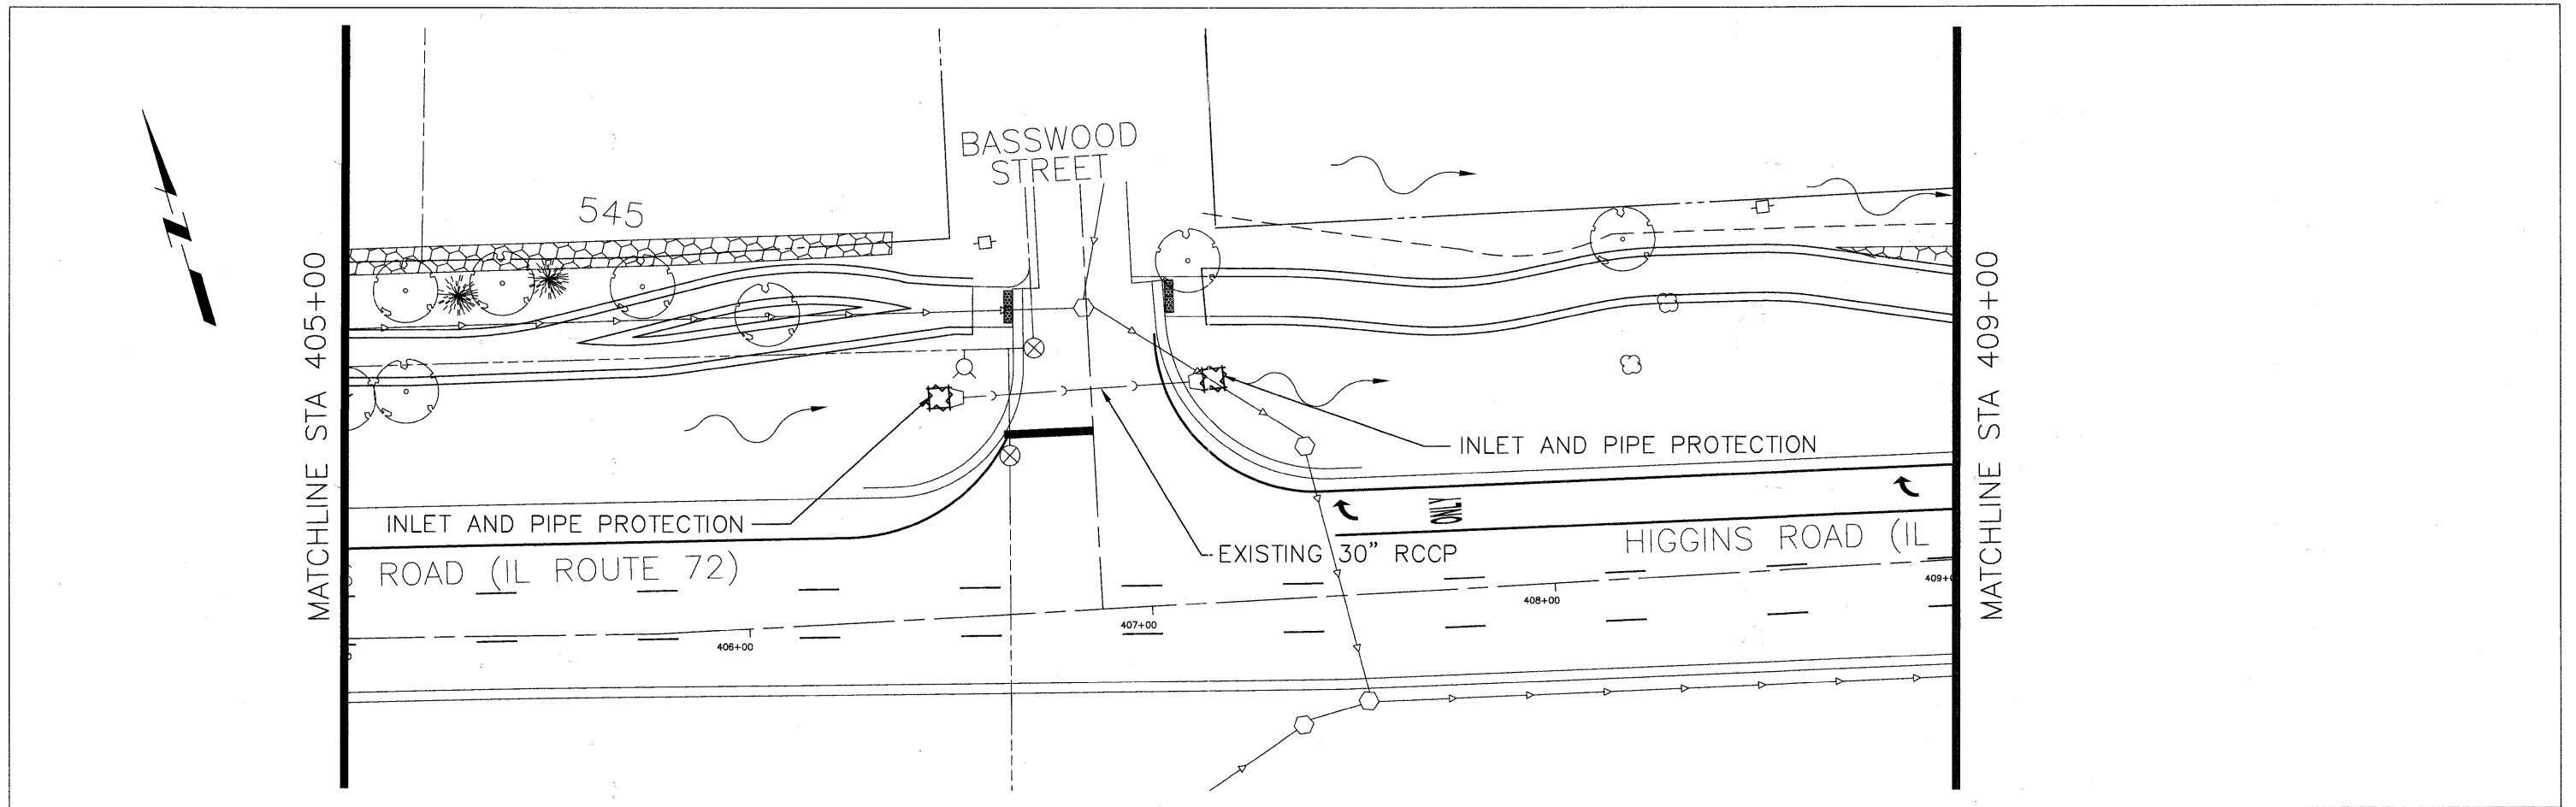 BASSWOOD
STREET
545
MATCHLINE STA 405+00
MATCHLINE STA 409+00
INLET AND PIPE PROTECTION
INLET AND PIPE PROTECTION
ONLY
EXISTING 30" RCCP
HIGGINS ROAD (IL
ROAD (IL ROUTE 72)
406+00
407+00
408+00
N